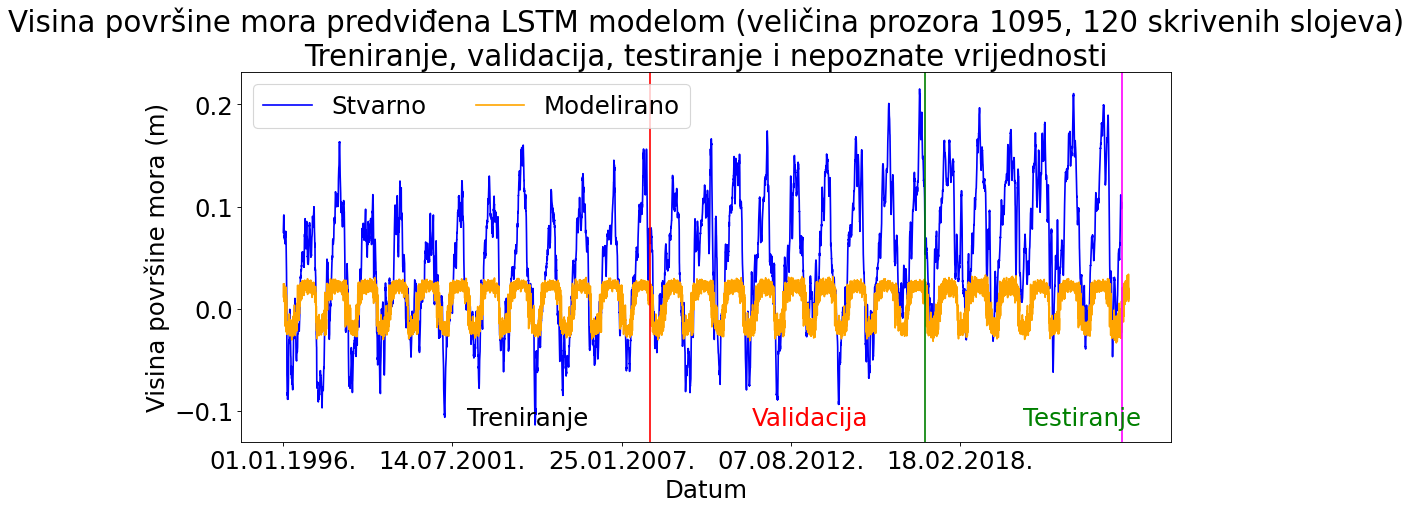 Visina površine mora predviđena LSTM modelom (veličina prozora 1095, 120 skrivenih slojeva)
Treniranje, validacija, testiranje i nepoznate vrijednosti
Stvarno
Modelirano
Visina površine mora (m)
0.2
0.1
0.0
−0.1
Treniranje
Validacija
Testiranje
01.01.1996.
14.07.2001.
25.01.2007.
07.08.2012.
18.02.2018.
Datum